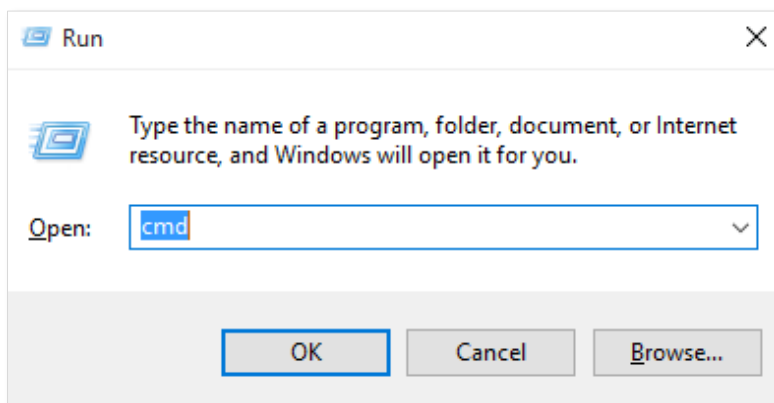 Run
Type the name of a program, folder, document, or Internet
resource, and Windows will open it for you.
Open: cmd
OK Cancel Browse...